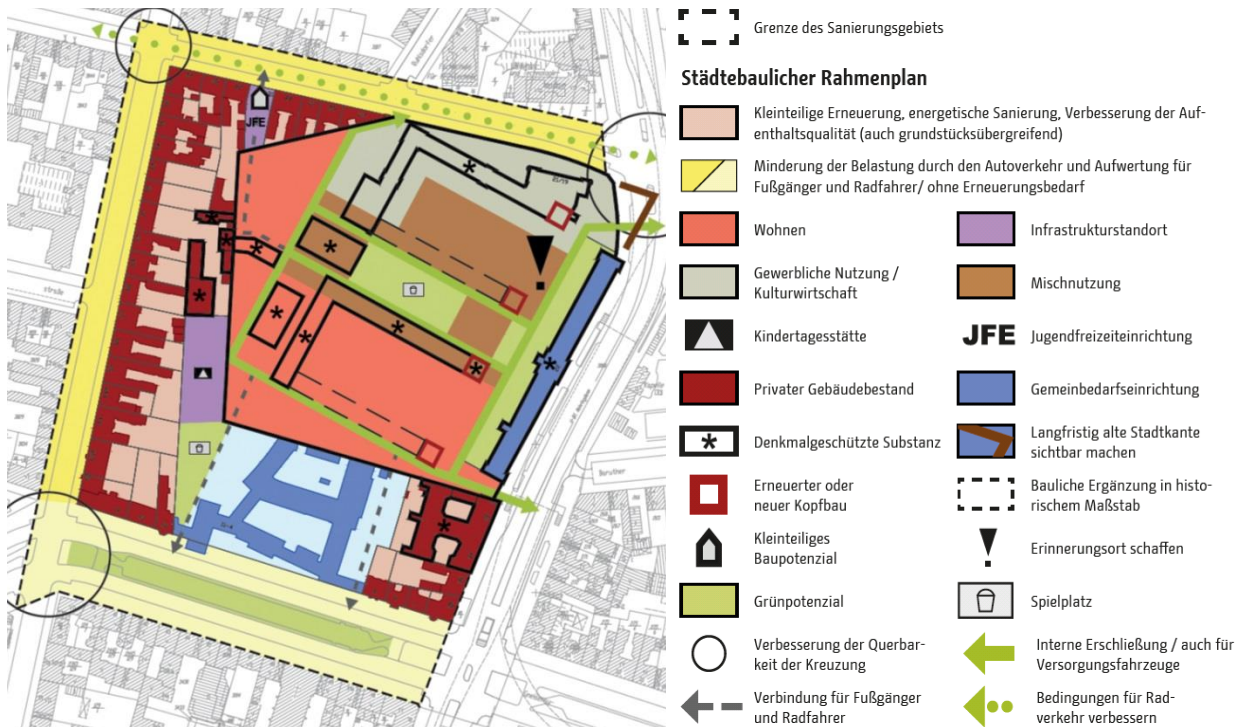 Grenze des Sanierungsgebiets
Städtebaulicher Rahmenplan
Kleinteilige Erneuerung, energetische Sanierung, Verbesserung der Auf-
enthaltsqualität (auch grundstücksübergreifend)
Minderung der Belastung durch den Autoverkehr und Aufwertung für
Fußgänger und Radfahrer/ ohne Erneuerungsbedarf
Wohnen
Infrastrukturstandort
Gewerbliche Nutzung /
Kulturwirtschaft
Mischnutzung
Kindertagesstätte
JFE
Jugendfreizeiteinrichtung
Privater Gebäudebestand
Gemeinbedarfseinrichtung
Denkmalgeschützte Substanz
Langfristig alte Stadtkante
sichtbar machen
Erneuerter oder
neuer Kopfbau
Bauliche Ergänzung in histo-
rischem Maßstab
Kleinteiliges
Baupotenzial
Erinnerungsort schaffen
Grünpotenzial
Spielplatz
Verbesserung der Querbar-
keit der Kreuzung
Interne Erschließung / auch für
Versorgungsfahrzeuge
Verbindung für Fußgänger
und Radfahrer
Bedingungen für Rad-
verkehr verbessern
JFE